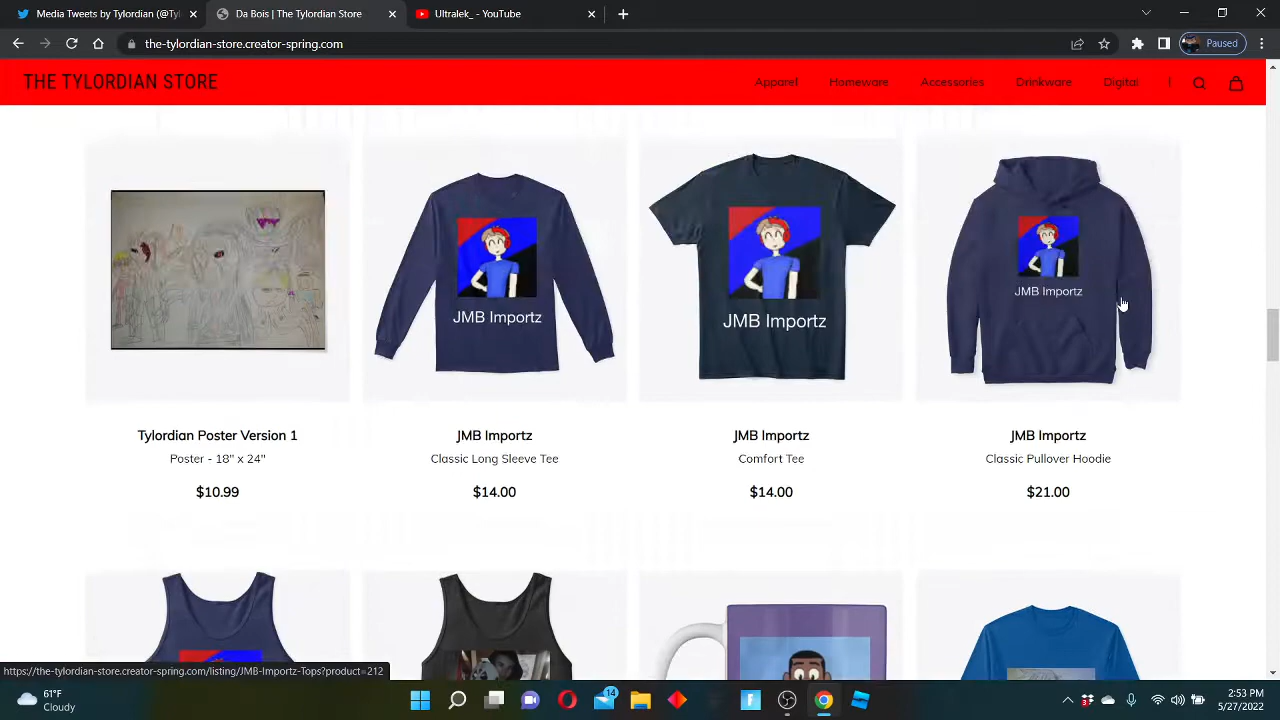 Media Tweets by Tylordian (@Tyl
Da Bois | The Tylordian Store
Ultralek_ - YouTube
the-tylordian-store.creator-spring.com
Paused
THE TYLORDIAN STORE
Apparel
Homeware
Accessories
Drinkware
Digital
JMB Importz
JMB Importz
JMB Importz
Tylordian Poster Version 1
Poster - 18" x 24"
$10.99
JMB Importz
Classic Long Sleeve Tee
$14.00
JMB Importz
Comfort Tee
$14.00
JMB Importz
Classic Pullover Hoodie
$21.00
https://the-tylordian-store.creator-spring.com/listing/JMB-Importz-Tops?product=212
61°F
Cloudy
14
2:53 PM
5/27/2022